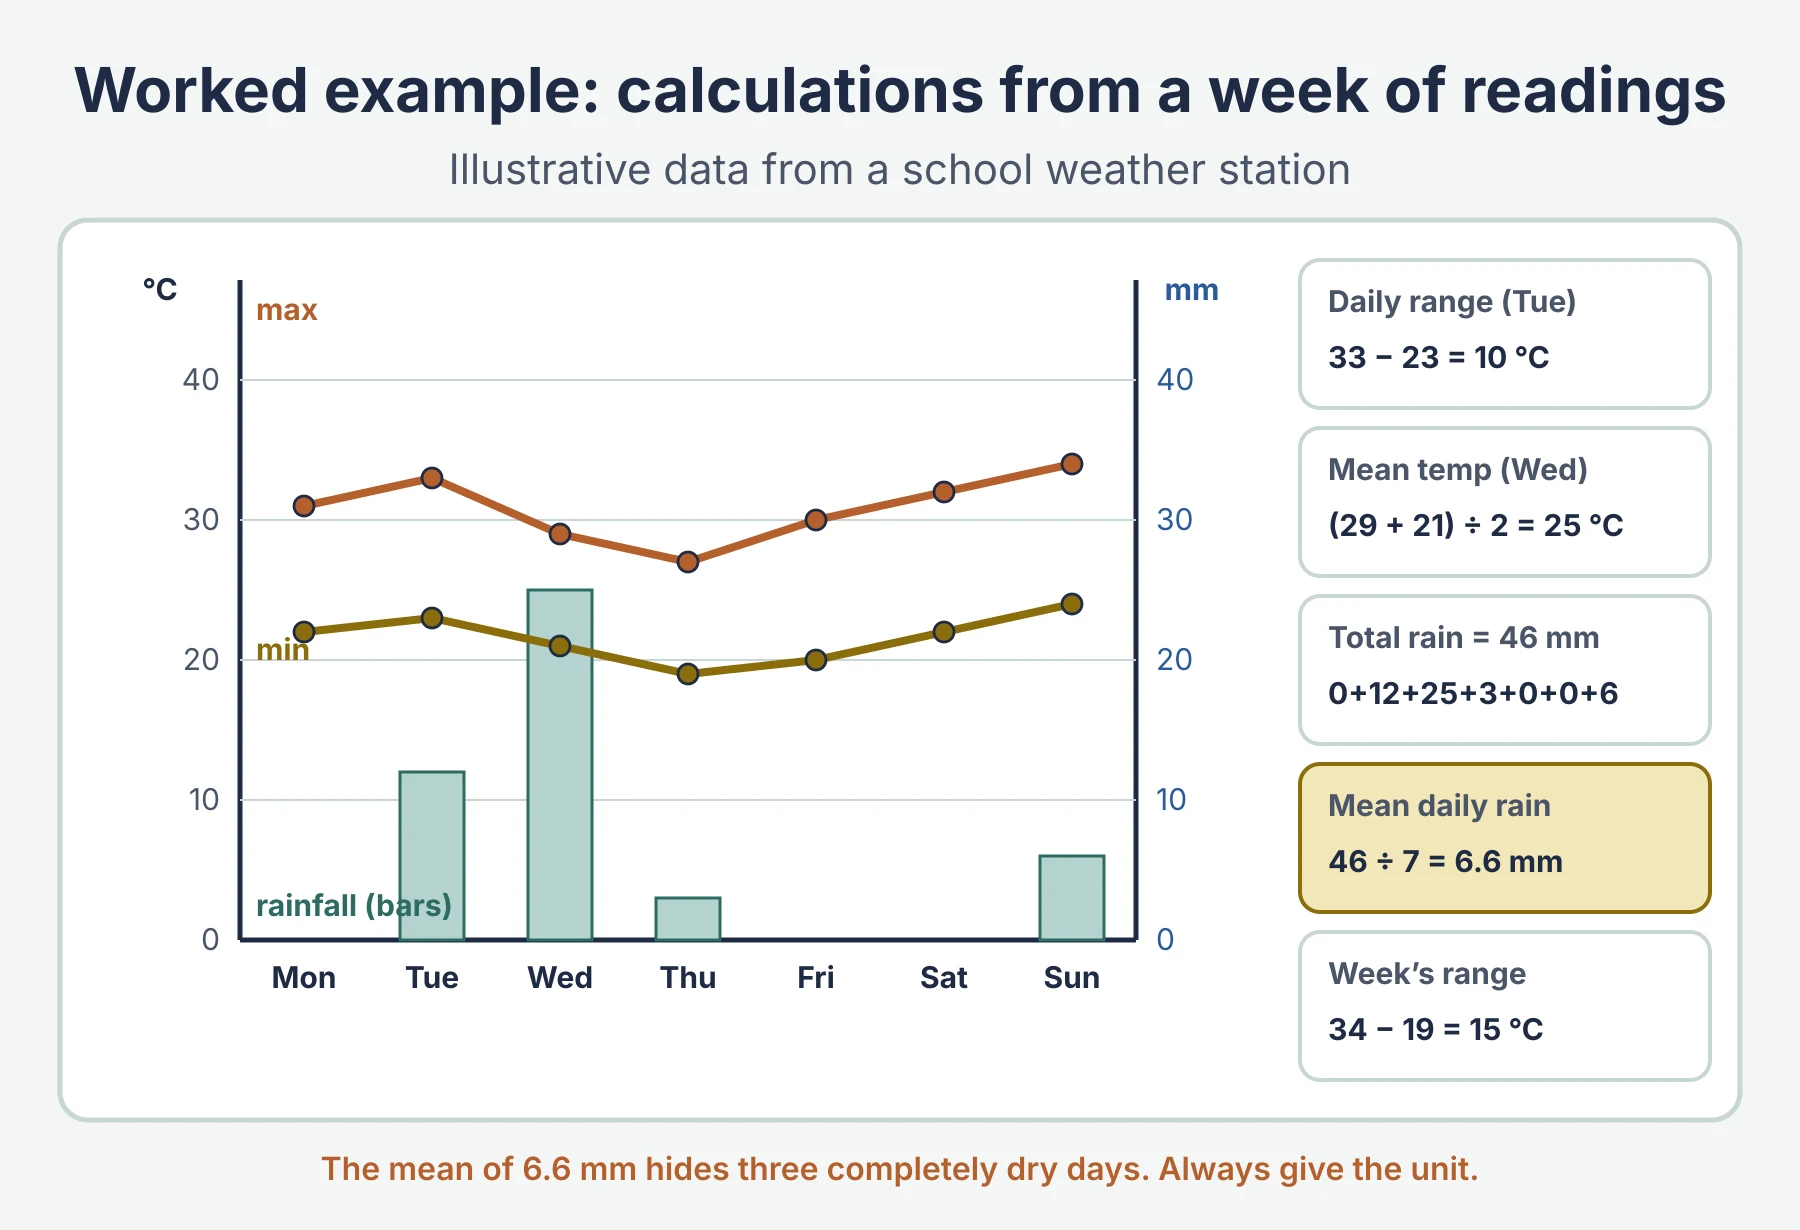 Worked example: calculations from a week of readings
Illustrative data from a school weather station
°C
mm
max
min
rainfall (bars)
40
30
20
10
0
40
30
20
10
0
Mon Tue Wed Thu Fri Sat Sun
Daily range (Tue)
33 − 23 = 10 °C
Mean temp (Wed)
(29 + 21) ÷ 2 = 25 °C
Total rain = 46 mm
0+12+25+3+0+0+6
Mean daily rain
46 ÷ 7 = 6.6 mm
Week’s range
34 − 19 = 15 °C
The mean of 6.6 mm hides three completely dry days. Always give the unit.